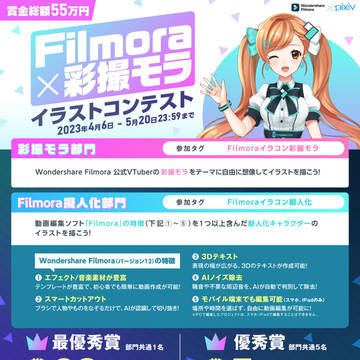 賞金総額55万円
Wondershare Filmora × pixiv
Filmora
×彩撮モラ
イラストコンテスト
2023年4月6日 - 5月20日23:59まで
彩撮モラ部門
参加タグ Filmoraイラコン彩撮モラ
Wondershare Filmora 公式VTuberの 彩撮モラ をテーマに自由に想像してイラストを描こう!
Filmora擬人化部門
参加タグ Filmoraイラコン擬人化
動画編集ソフト「Filmora」の特徴(下記①~⑤)を1つ以上含んだ擬人化キャラクターの
イラストを描こう!
Wondershare Filmora(バージョン12)の特徴
① エフェクト/音楽素材が豊富
テンプレートが豊富で、初心者でも簡単に動画作成が可能!
② スマートカットアウト
ブラシで人物やものをなぞるだけで、AIが認識して切り抜き!
③ 3Dテキスト
表現の幅が広がる、3Dのテキストが作成可能!
④ AIノイズ除去
雑音や不要な周辺音を、AIが自動で判別して除去!
⑤ モバイル端末でも編集可能(スマホ、iPadのみ)
場所や時間を選ばず、自由に動画編集が可能に!
最優秀賞 部門共通1名
優秀賞 部門共通5名